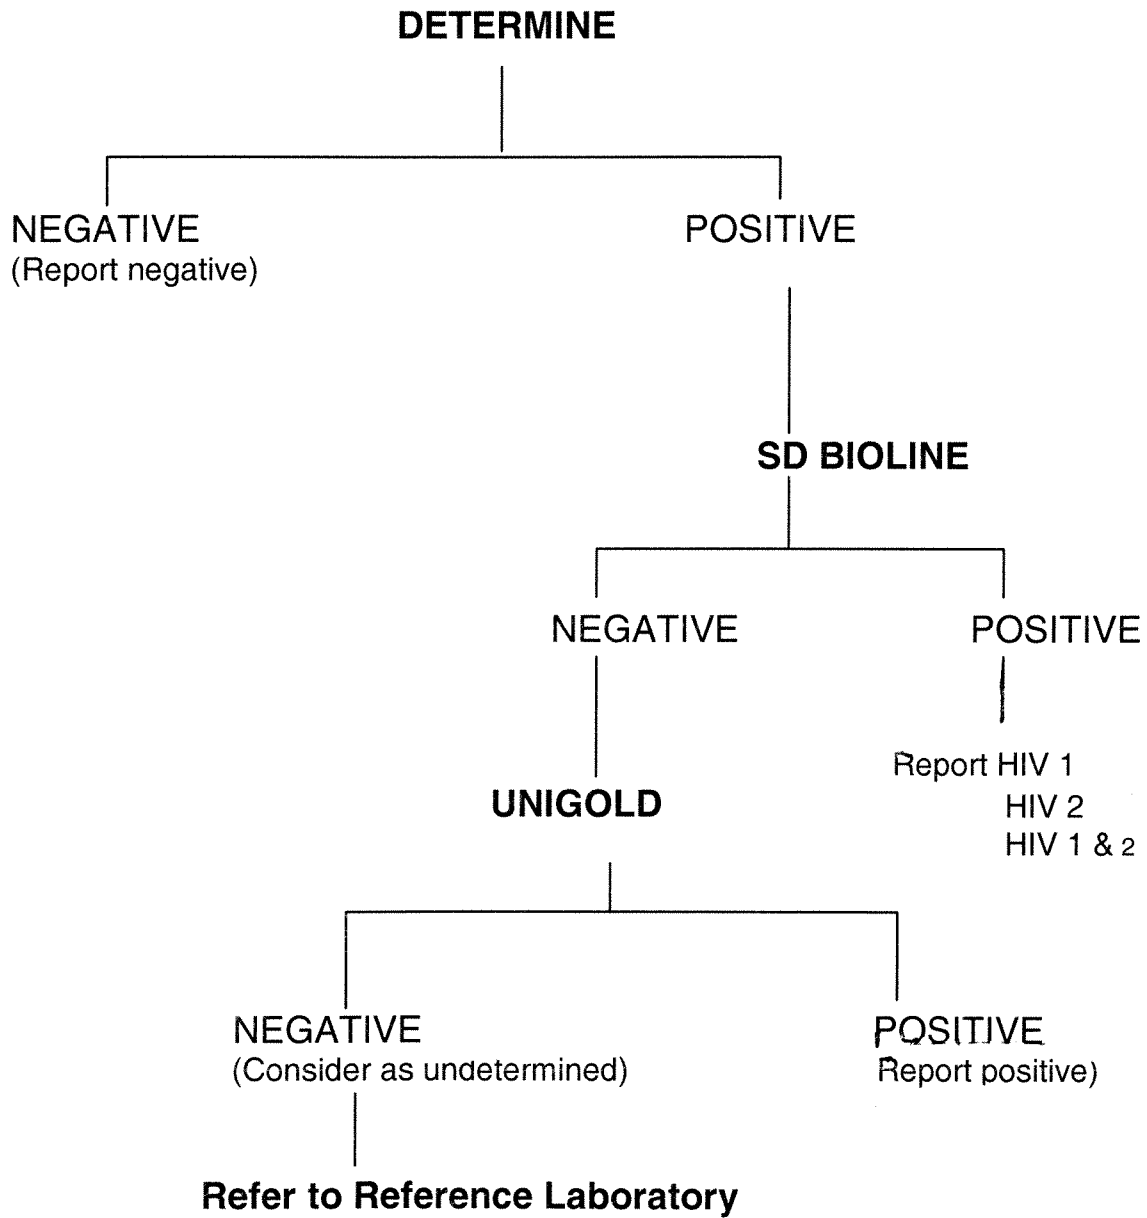 DETERMINE
NEGATIVE
(Report negative)
POSITIVE
SD BIOLINE
NEGATIVE
POSITIVE
Report HIV 1
HIV 2
HIV 1 & 2
UNIGOLD
NEGATIVE
(Consider as undetermined)
POSITIVE
Report positive)
Refer to Reference Laboratory